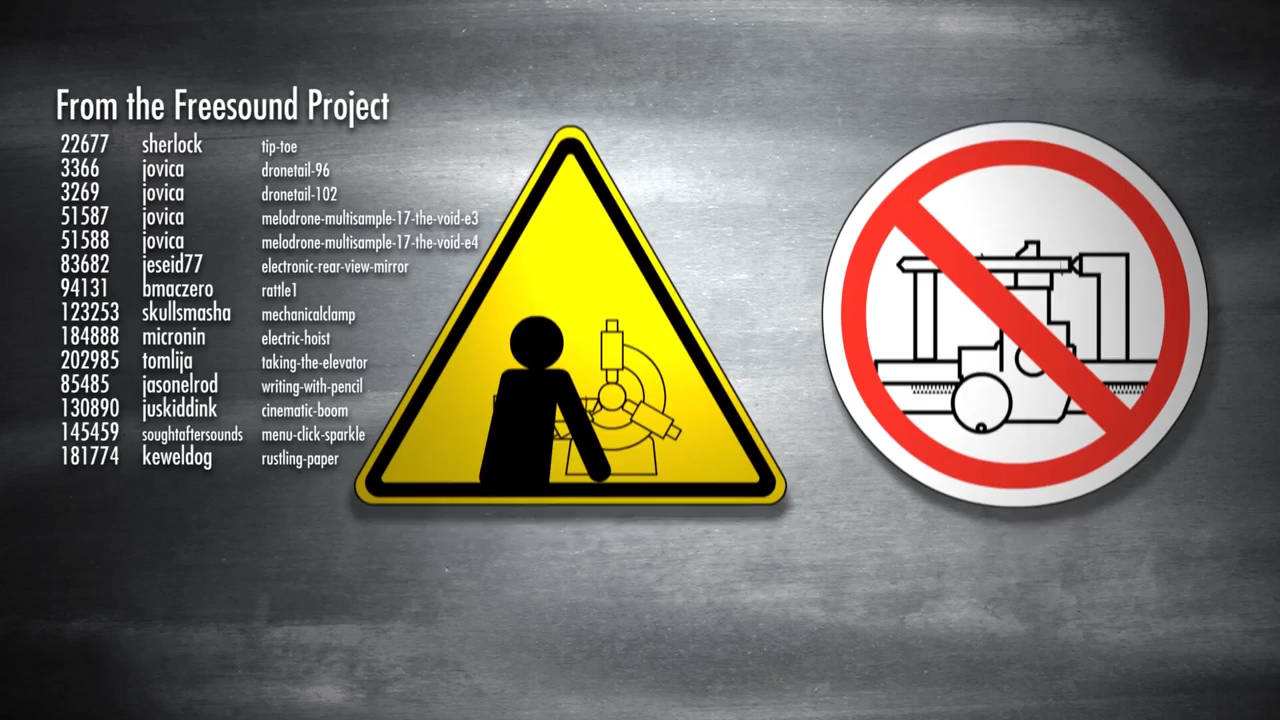 From the Freesound Project
22677 sherlock tip-toe
3366 jovica dronetail-96
3269 jovica dronetail-102
51587 jovica melodrone-multisample-17-the-void-e3
51588 jovica melodrone-multisample-17-the-void-e4
83682 jeseid77 electronic-rear-view-mirror
94131 bmaczero rattle1
123253 skullsmasha mechanicalclamp
184888 micronin electric-hoist
202985 tomlija taking-the-elevator
85485 jasonelrod writing-with-pencil
130890 juskiddink cinematic-boom
145459 soughtaftersounds menu-click-sparkle
181774 keweldog rustling-paper